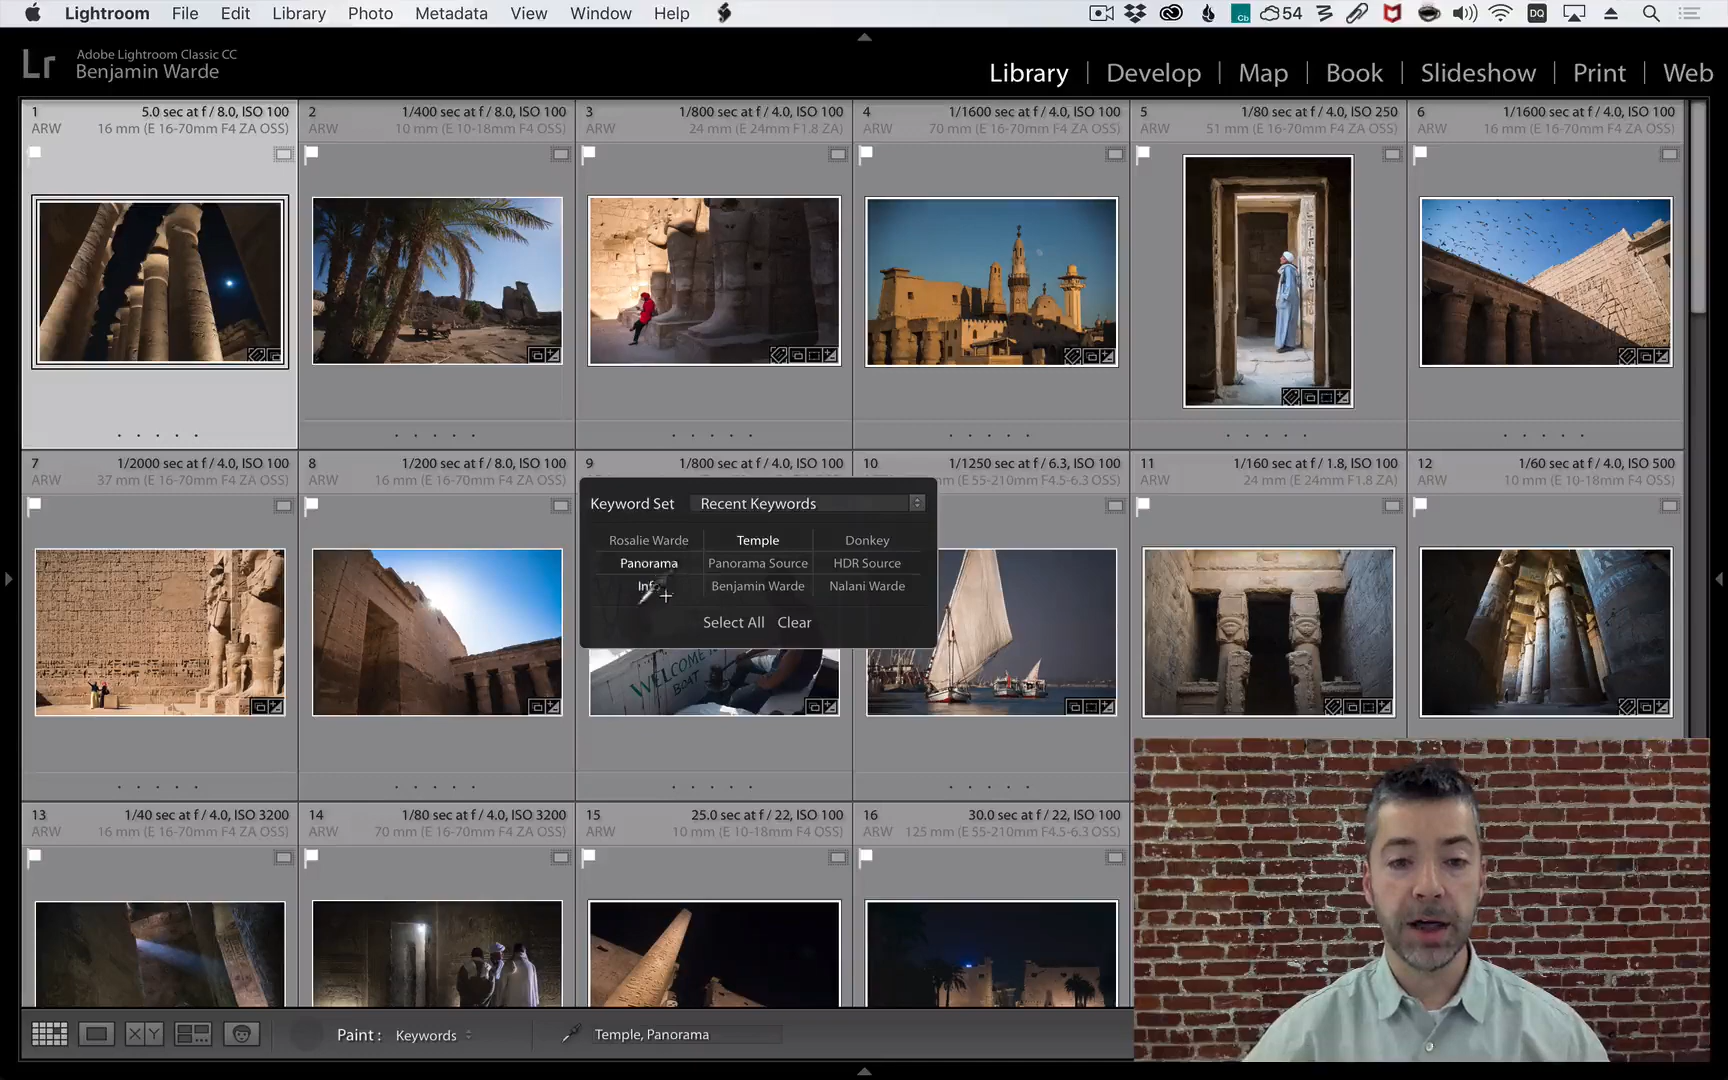 Lightroom File Edit Library Photo Metadata View Window Help
Cb 54 DQ
Lr Adobe Lightroom Classic CC
Benjamin Warde
Library | Develop | Map | Book | Slideshow | Print | Web
1 5.0 sec at f / 8.0, ISO 100
ARW 16 mm (E 16-70mm F4 ZA OSS)
2 1/400 sec at f / 8.0, ISO 100
ARW 10 mm (E 10-18mm F4 OSS)
3 1/800 sec at f / 4.0, ISO 100
ARW 24 mm (E 24mm F1.8 ZA)
4 1/1600 sec at f / 4.0, ISO 100
ARW 70 mm (E 16-70mm F4 ZA OSS)
5 1/80 sec at f / 4.0, ISO 250
ARW 51 mm (E 16-70mm F4 ZA OSS)
6 1/1600 sec at f / 4.0, ISO 100
ARW 16 mm (E 16-70mm F4 ZA OSS)
7 1/2000 sec at f / 4.0, ISO 100
ARW 37 mm (E 16-70mm F4 ZA OSS)
8 1/200 sec at f / 8.0, ISO 100
ARW 16 mm (E 16-70mm F4 ZA OSS)
9 1/800 sec at f / 4.0, ISO 100
10 1/1250 sec at f / 6.3, ISO 100
mm (E 55-210mm F4.5-6.3 OSS)
11 1/160 sec at f / 1.8, ISO 100
ARW 24 mm (E 24mm F1.8 ZA)
12 1/60 sec at f / 4.0, ISO 500
ARW 10 mm (E 10-18mm F4 OSS)
Keyword Set Recent Keywords
Rosalie Warde Temple Donkey
Panorama Panorama Source HDR Source
Benjamin Warde Nalani Warde
Select All Clear
WELCOME
BOAT
13 1/40 sec at f / 4.0, ISO 3200
ARW 16 mm (E 16-70mm F4 ZA OSS)
14 1/80 sec at f / 4.0, ISO 3200
ARW 70 mm (E 16-70mm F4 ZA OSS)
15 25.0 sec at f / 22, ISO 100
ARW 10 mm (E 10-18mm F4 OSS)
16 30.0 sec at f / 22, ISO 100
ARW 125 mm (E 55-210mm F4.5-6.3 OSS)
XY Paint : Keywords Temple, Panorama